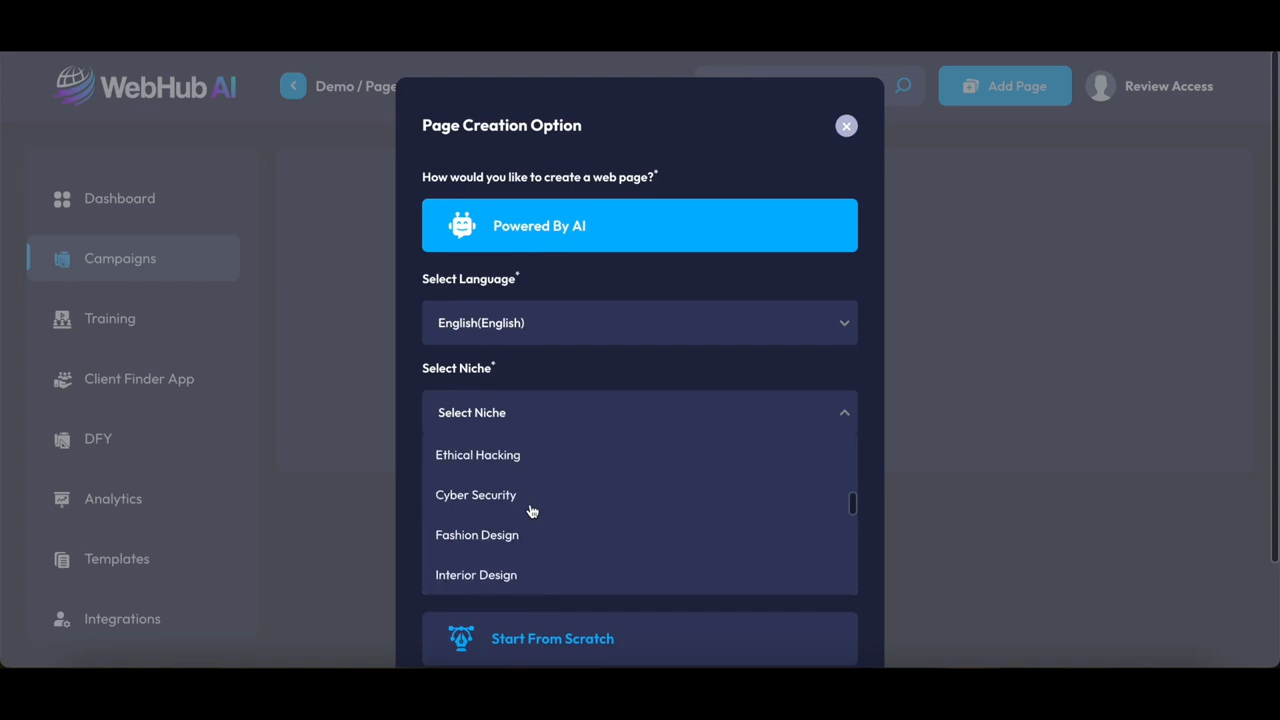 WebHub AI
Demo / Page
Add Page
Review Access
Page Creation Option
How would you like to create a web page?*
Powered By AI
Dashboard
Campaigns
Training
Client Finder App
DFY
Analytics
Templates
Integrations
Select Language*
English(English)
Select Niche*
Select Niche
Ethical Hacking
Cyber Security
Fashion Design
Interior Design
Start From Scratch